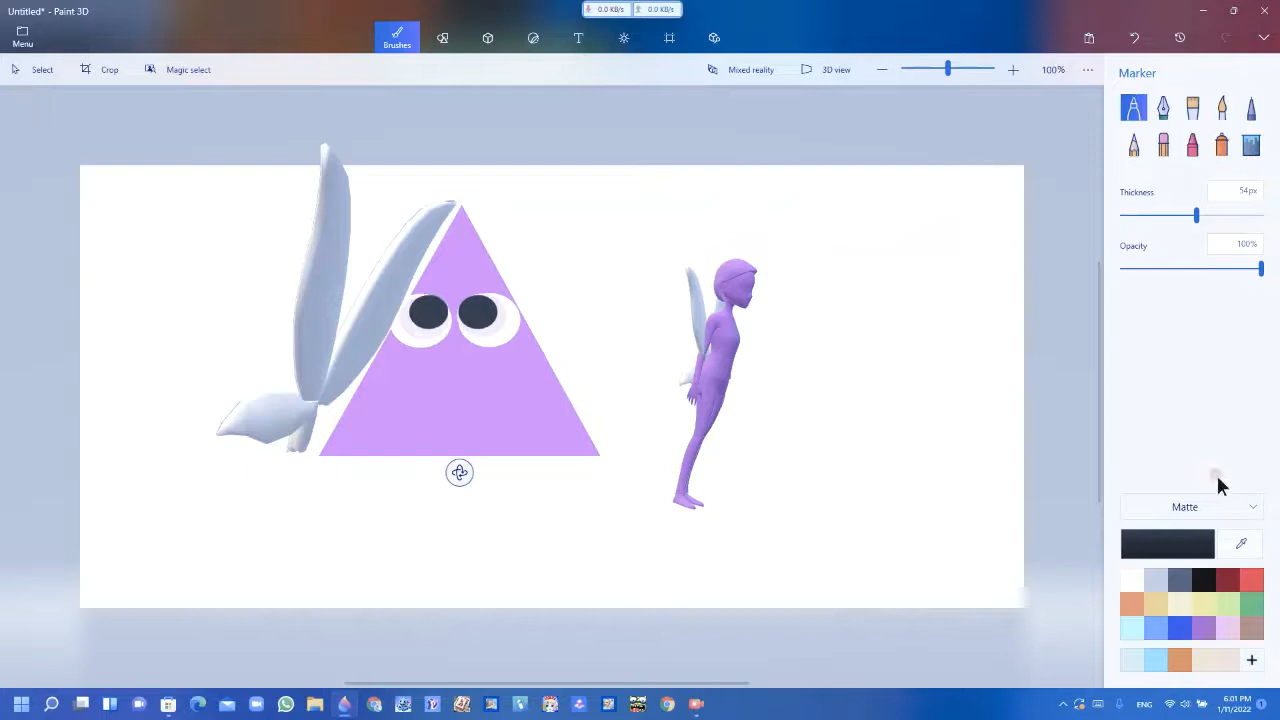 Untitled* - Paint 3D
0.0 KB/s 0.0 KB/s
Menu
Brushes
Select
Crop
Magic select
Mixed reality
3D view
100%
Marker
Thickness
54px
Opacity
100%
Matte
ENG
6:01 PM
1/11/2022